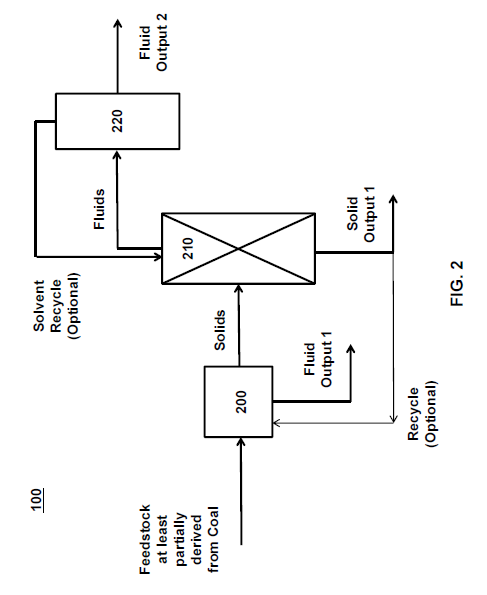 100
Feedstock
at least
partially
derived
from Coal
200
Fluid
Output 1
Solids
210
Solid
Output 1
Recycle
(Optional)
Solvent
Recycle
(Optional)
Fluids
220
Fluid
Output 2
FIG. 2